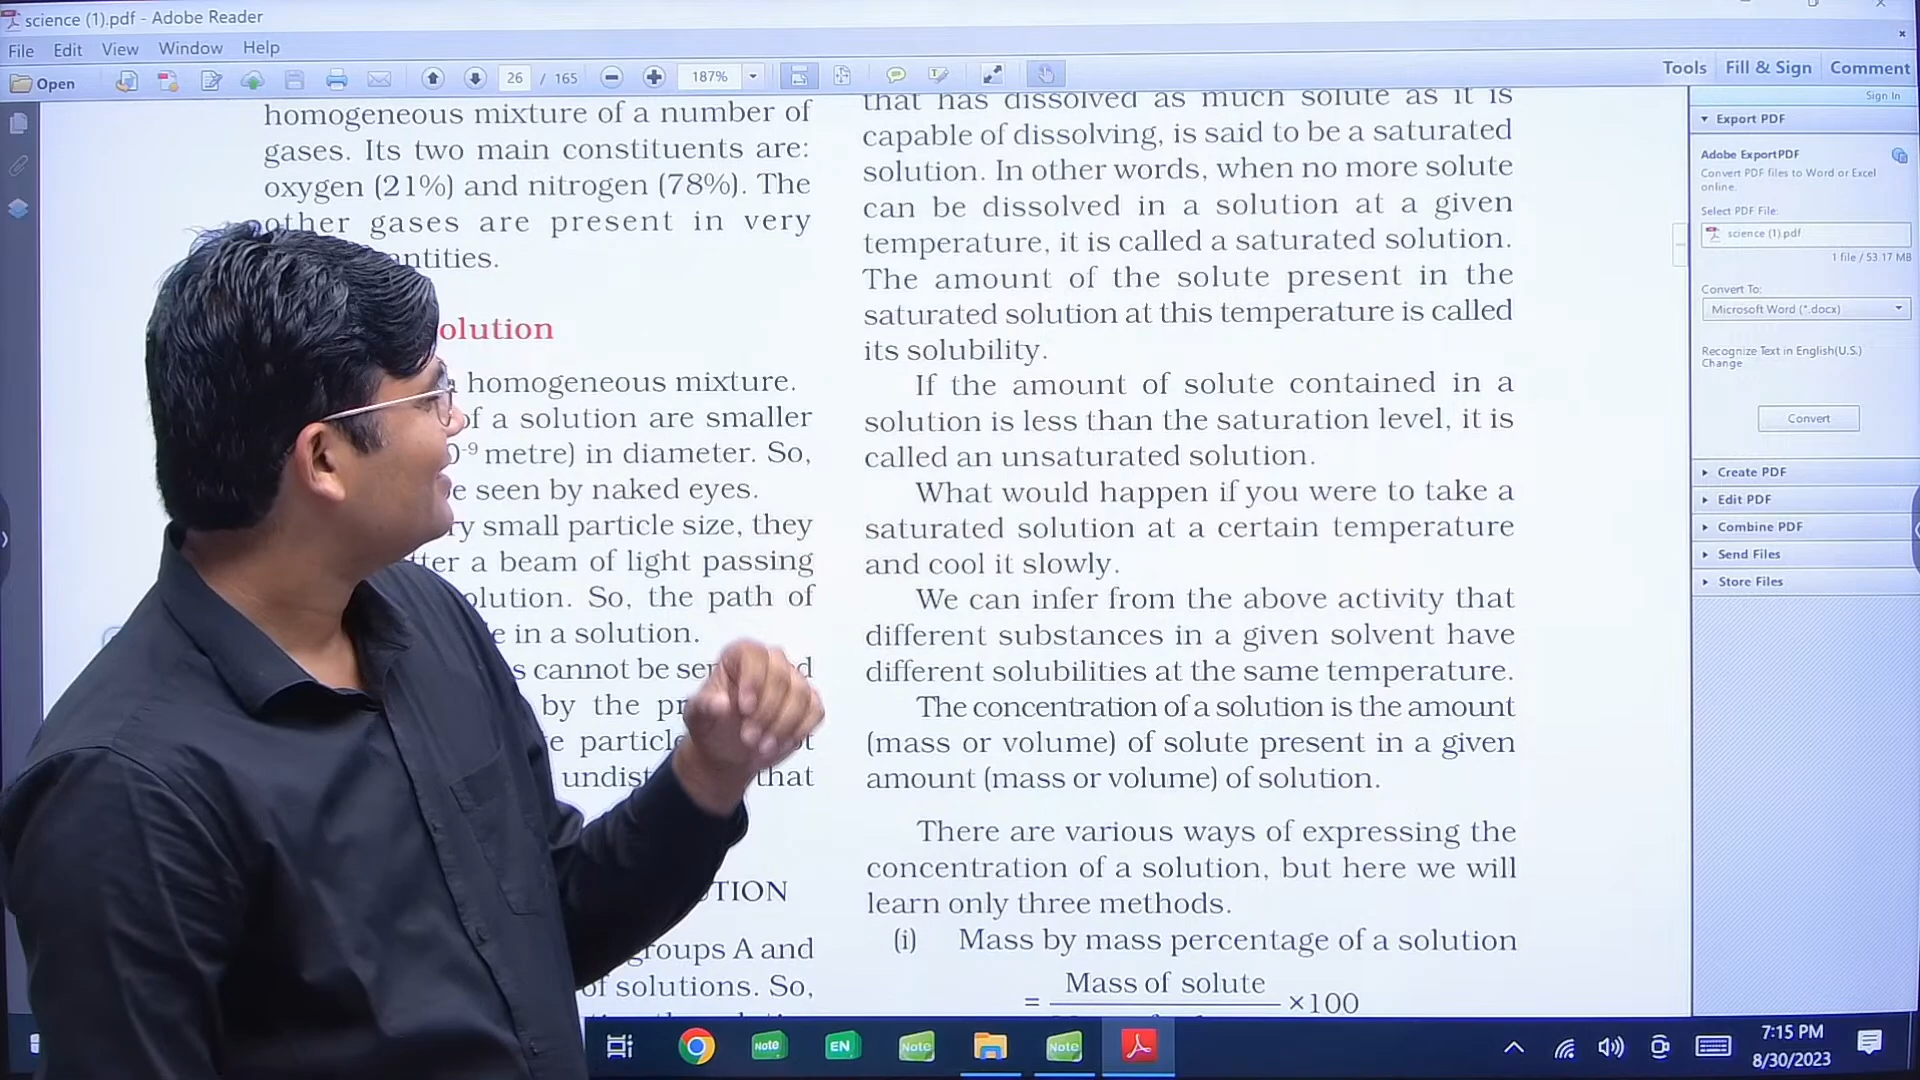 science (1).pdf - Adobe Reader
File Edit View Window Help
Open 26 / 165 187% Tools Fill & Sign Comment
homogeneous mixture of a number of
gases. Its two main constituents are:
oxygen (21%) and nitrogen (78%). The
other gases are present in very
antities.
olution
homogeneous mixture.
of a solution are smaller
-9 metre) in diameter. So,
e seen by naked eyes.
ry small particle size, they
tter a beam of light passing
olution. So, the path of
e in a solution.
s cannot be
by the
particle
that
TION
groups A and
of solutions. So,
that has dissolved as much solute as it is
capable of dissolving, is said to be a saturated
solution. In other words, when no more solute
can be dissolved in a solution at a given
temperature, it is called a saturated solution.
The amount of the solute present in the
saturated solution at this temperature is called
its solubility.
If the amount of solute contained in a
solution is less than the saturation level, it is
called an unsaturated solution.
What would happen if you were to take a
saturated solution at a certain temperature
and cool it slowly.
We can infer from the above activity that
different substances in a given solvent have
different solubilities at the same temperature.
The concentration of a solution is the amount
(mass or volume) of solute present in a given
amount (mass or volume) of solution.
There are various ways of expressing the
concentration of a solution, but here we will
learn only three methods.
(i) Mass by mass percentage of a solution
Mass of solute
= ×100
Sign In
Export PDF
Adobe ExportPDF
Convert PDF files to Word or Excel
online.
Select PDF File:
science (1).pdf
1 file / 53.17 MB
Convert To:
Microsoft Word (*.docx)
Recognize Text in English(U.S.)
Change
Convert
Create PDF
Edit PDF
Combine PDF
Send Files
Store Files
Note EN Note Note
7:15 PM
8/30/2023